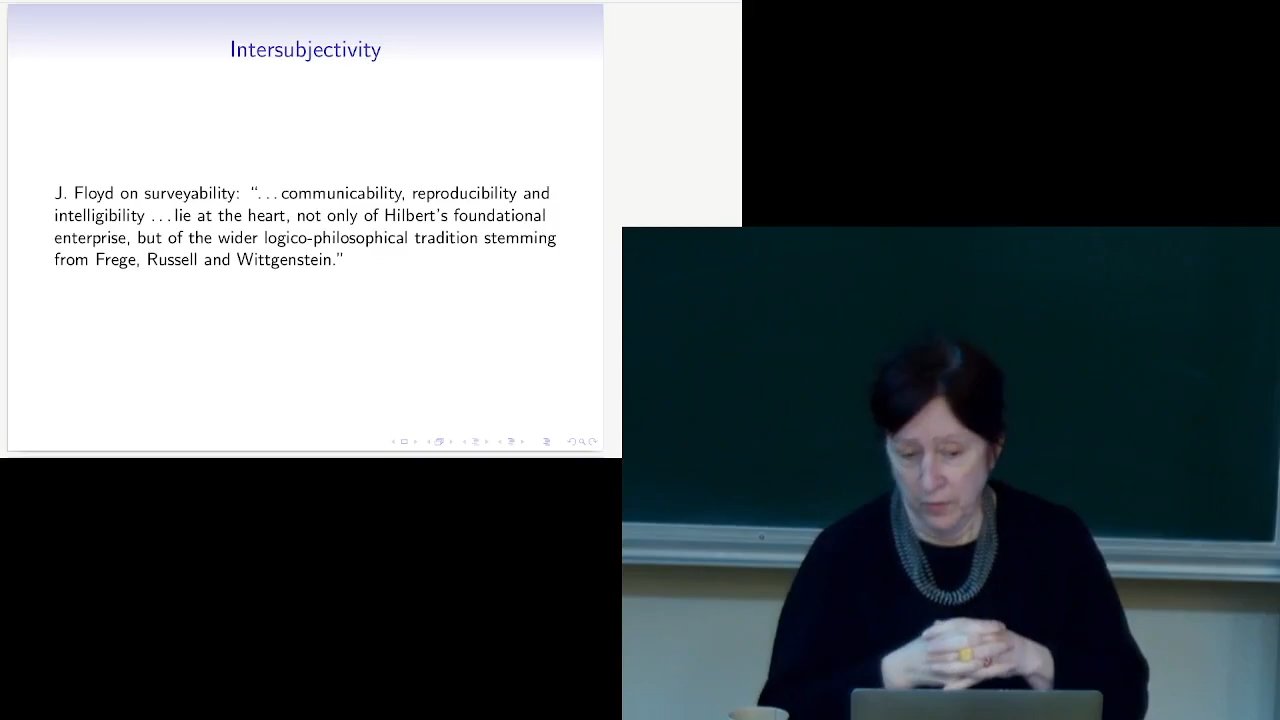 Intersubjectivity
J. Floyd on surveyability: “. . . communicability, reproducibility and
intelligibility . . . lie at the heart, not only of Hilbert’s foundational
enterprise, but of the wider logico-philosophical tradition stemming
from Frege, Russell and Wittgenstein.”